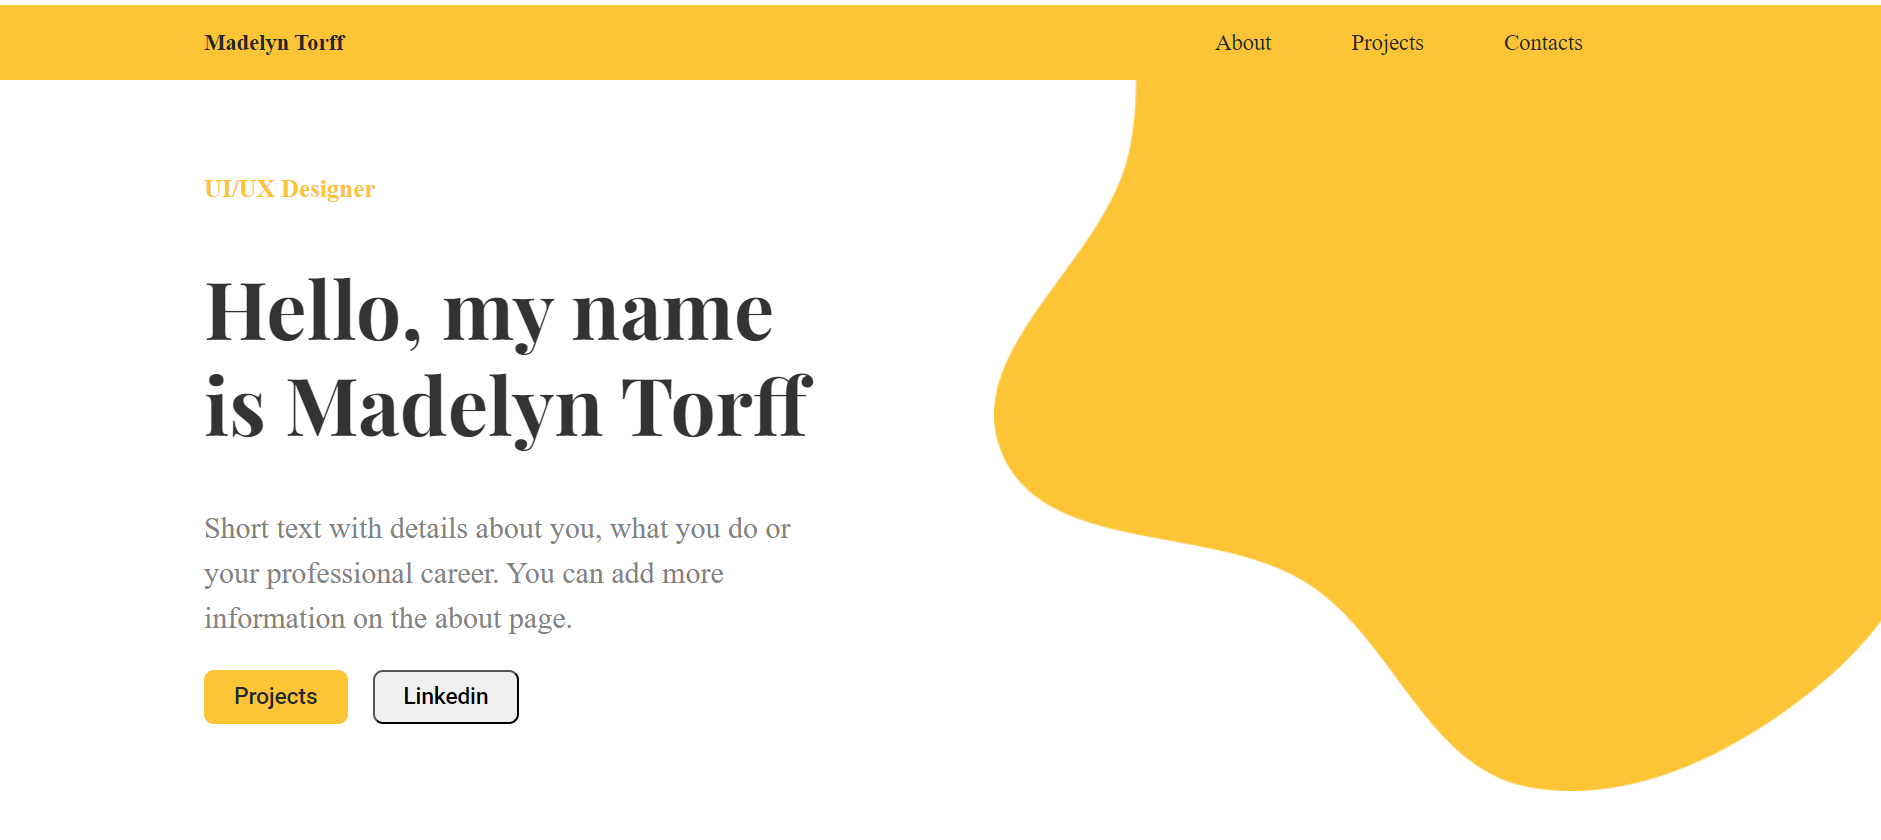 Madelyn Torff
About Projects Contacts
UI/UX Designer
Hello, my name
is Madelyn Torff
Short text with details about you, what you do or
your professional career. You can add more
information on the about page.
Projects Linkedin